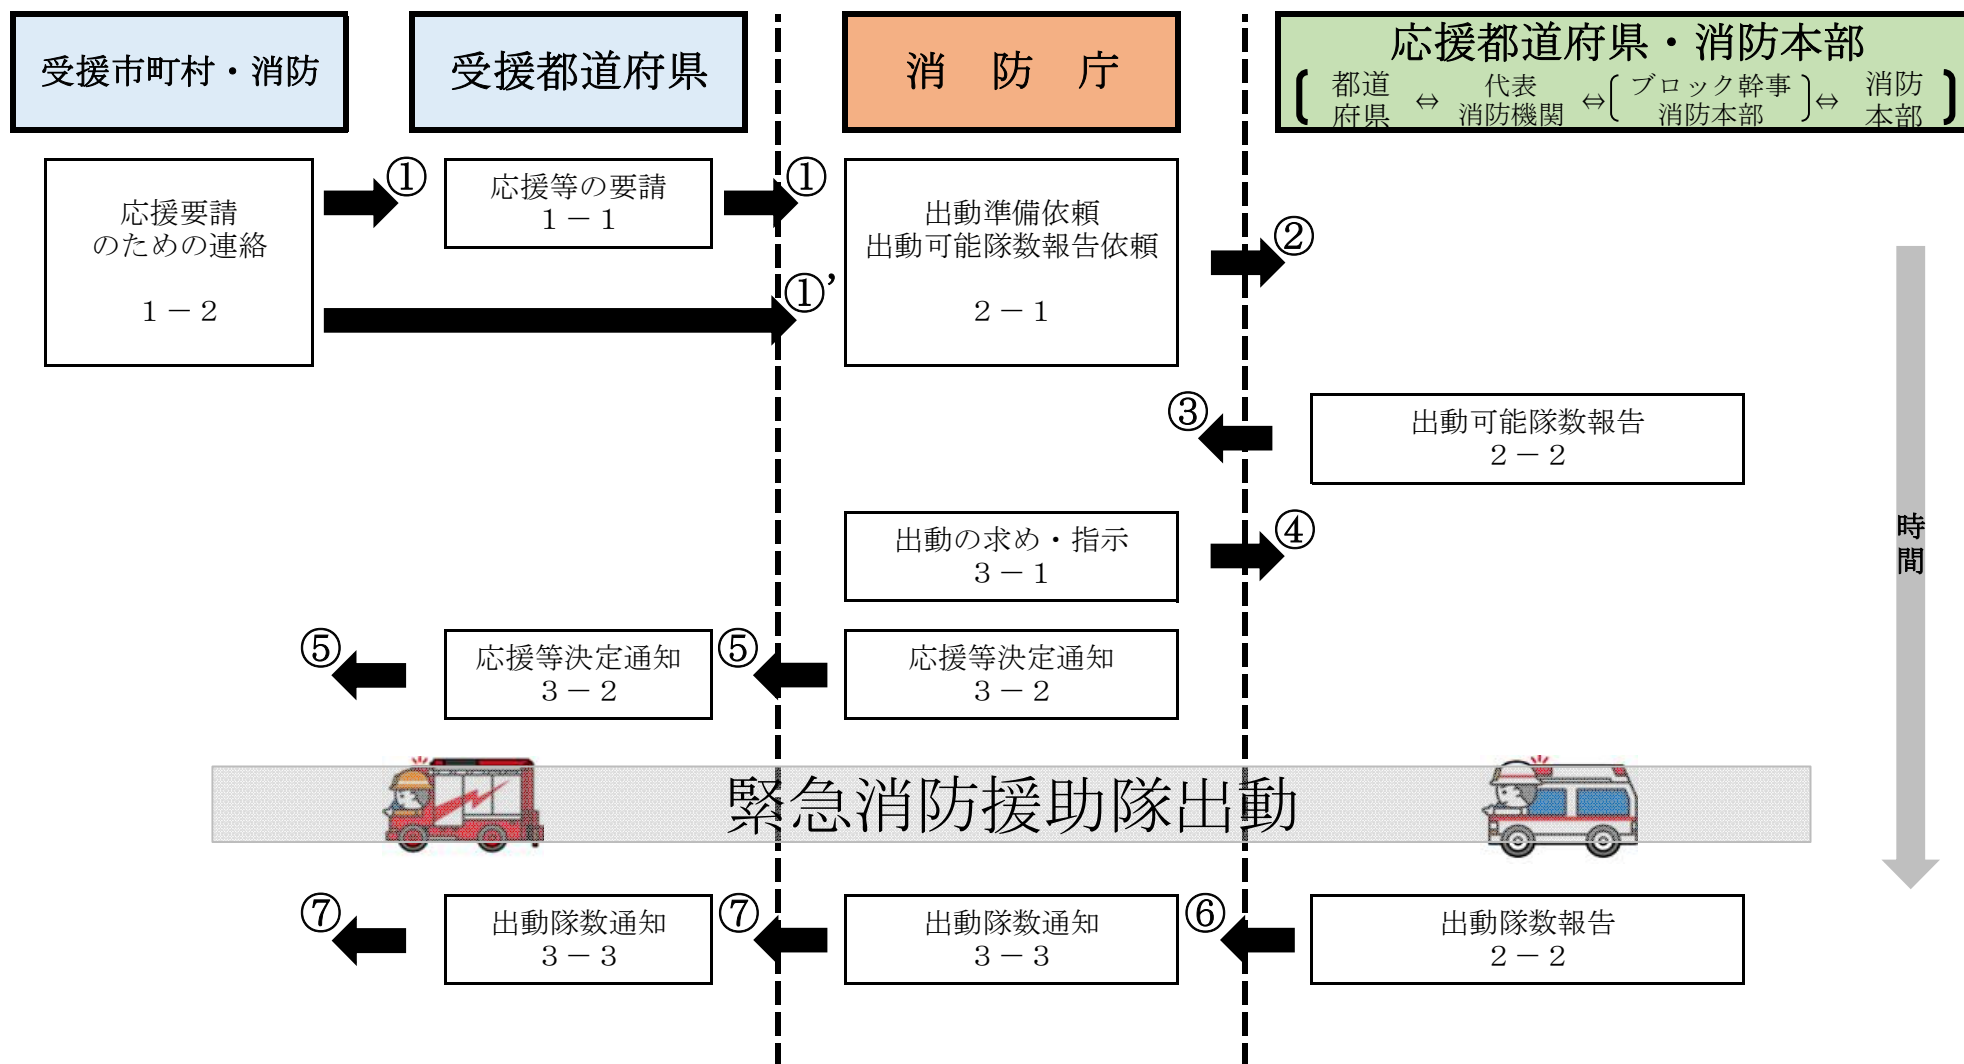 受援市町村・消防
受援都道府県
消　防　庁
応援都道府県・消防本部
都道
府県
⇔
代表
消防機関
⇔
ブロック幹事
消防本部
⇔
消防
本部
応援要請
のための連絡
１－２
①
応援等の要請
１－１
①
①’
出動準備依頼
出動可能隊数報告依頼
２－１
②
③
出動可能隊数報告
２－２
出動の求め・指示
３－１
④
時間
⑤
応援等決定通知
３－２
⑤
応援等決定通知
３－２
緊急消防援助隊出動
⑦
出動隊数通知
３－３
⑦
出動隊数通知
３－３
⑥
出動隊数報告
２－２